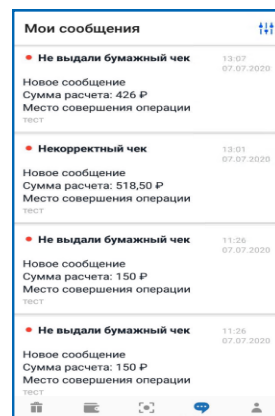 Мои сообщения
Не выдали бумажный чек 13:07
07.07.2020
Новое сообщение
Сумма расчета: 426 ₽
Место совершения операции
тест
Некорректный чек 13:01
07.07.2020
Новое сообщение
Сумма расчета: 518,50 ₽
Место совершения операции
тест
Не выдали бумажный чек 11:26
07.07.2020
Новое сообщение
Сумма расчета: 150 ₽
Место совершения операции
тест
Не выдали бумажный чек 11:26
07.07.2020
Новое сообщение
Сумма расчета: 150 ₽
Место совершения операции
тест